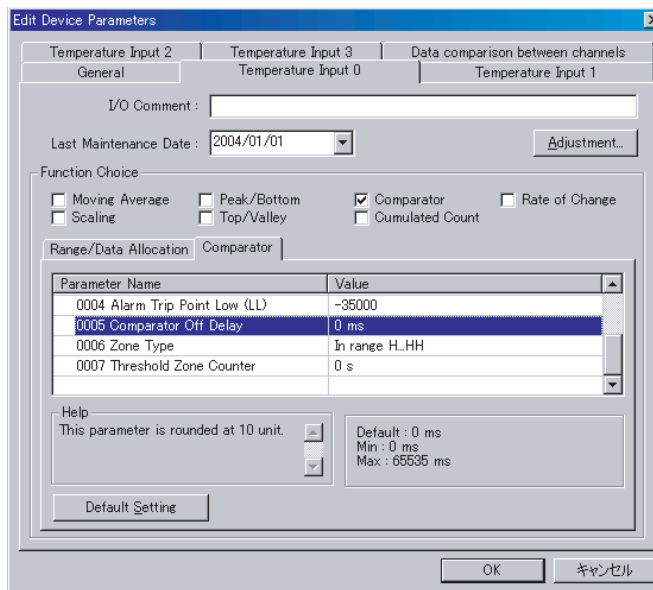 Edit Device Parameters
Temperature Input 2
Temperature Input 3
Data comparison between channels
General
Temperature Input 0
Temperature Input 1
I/O Comment :
Last Maintenance Date :
2004/01/01
Adjustment...
Function Choice
Moving Average
Peak/Bottom
Comparator
Rate of Change
Scaling
Top/Valley
Cumulated Count
Range/Data Allocation
Comparator
Parameter Name
Value
0004 Alarm Trip Point Low (LL)
-35000
0005 Comparator Off Delay
0 ms
0006 Zone Type
In range H...HH
0007 Threshold Zone Counter
0 s
Help
This parameter is rounded at 10 unit.
Default : 0 ms
Min : 0 ms
Max : 65535 ms
Default Setting
OK
キャンセル